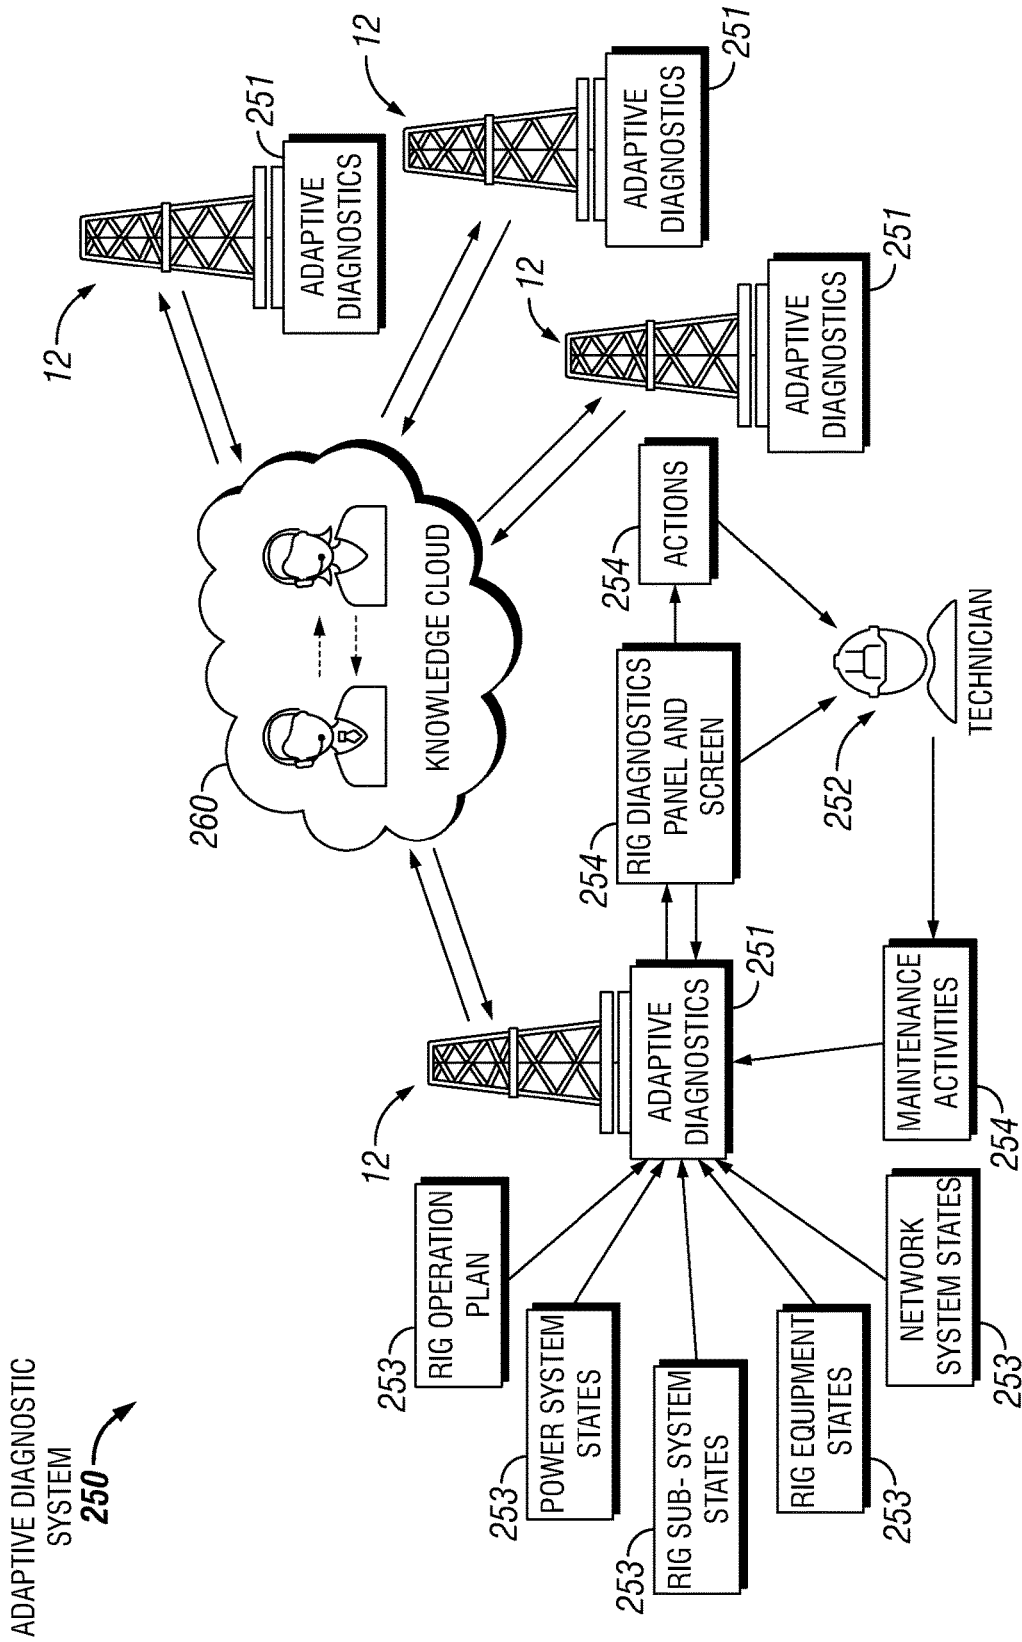 ADAPTIVE DIAGNOSTIC
SYSTEM
250
12
251
ADAPTIVE
DIAGNOSTICS
12
251
ADAPTIVE
DIAGNOSTICS
12
251
ADAPTIVE
DIAGNOSTICS
260
KNOWLEDGE CLOUD
12
ADAPTIVE
DIAGNOSTICS
251
253
RIG OPERATION
PLAN
253
POWER SYSTEM
STATES
253
RIG SUB- SYSTEM
STATES
253
RIG EQUIPMENT
STATES
253
NETWORK
SYSTEM STATES
254
RIG DIAGNOSTICS
PANEL AND
SCREEN
254
ACTIONS
252
TECHNICIAN
254
MAINTENANCE
ACTIVITIES